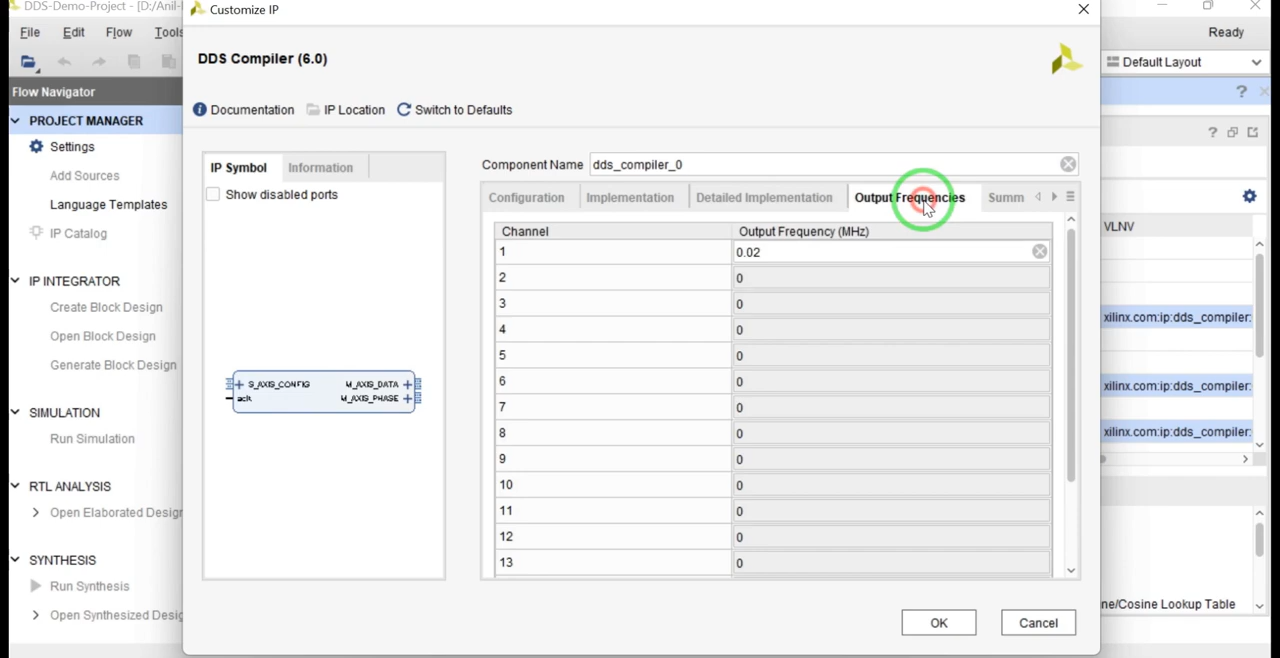 DDS-Demo-Project - [D:/Anil-
Customize IP
File Edit Flow Tools
Ready
DDS Compiler (6.0)
Default Layout
Flow Navigator
Documentation IP Location Switch to Defaults
PROJECT MANAGER
Settings
Add Sources
Language Templates
IP Catalog
IP INTEGRATOR
Create Block Design
Open Block Design
Generate Block Design
SIMULATION
Run Simulation
RTL ANALYSIS
Open Elaborated Design
SYNTHESIS
Run Synthesis
Open Synthesized Desig
IP Symbol Information
Show disabled ports
S_AXIS_CONFIG M_AXIS_DATA
aclk M_AXIS_PHASE
Component Name dds_compiler_0
Configuration Implementation Detailed Implementation Output Frequencies Summ
Channel Output Frequency (MHz)
1 0.02
2 0
3 0
4 0
5 0
6 0
7 0
8 0
9 0
10 0
11 0
12 0
13 0
OK Cancel
VLNV
xilinx.com:ip:dds_compiler:
xilinx.com:ip:dds_compiler:
xilinx.com:ip:dds_compiler:
ne/Cosine Lookup Table